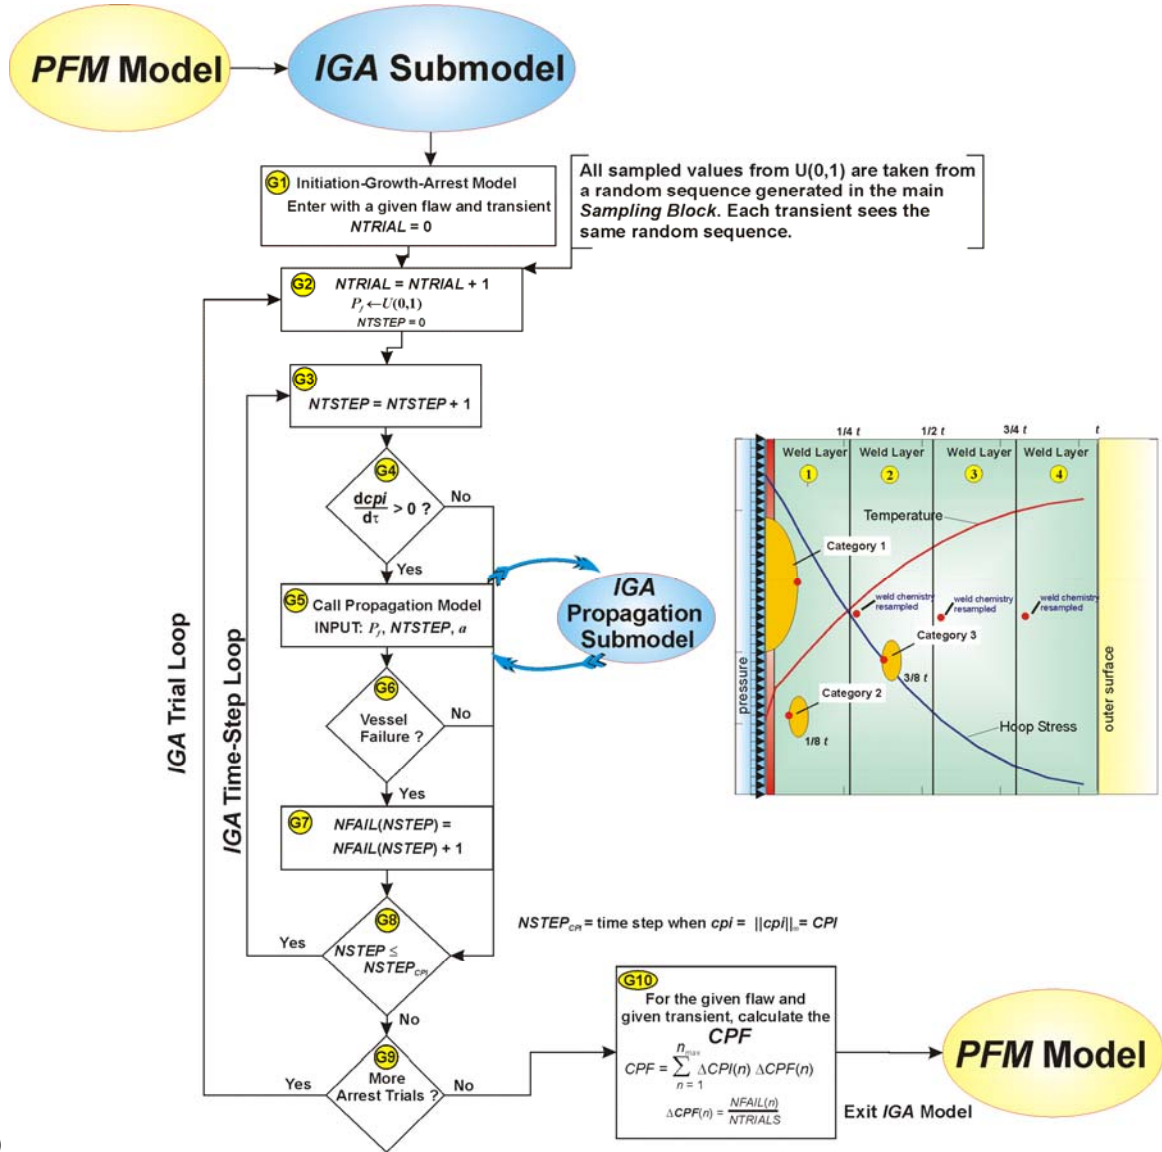 PFM Model
IGA Submodel
G1 Initiation-Growth-Arrest Model
Enter with a given flaw and transient
NTRIAL = 0
All sampled values from U(0,1) are taken from
a random sequence generated in the main
Sampling Block. Each transient sees the
same random sequence.
G2 NTRIAL = NTRIAL + 1
P_f ←U(0,1)
NTSTEP = 0
G3
NTSTEP = NTSTEP + 1
G4
dcpi
dτ
> 0 ?
No
Yes
G5 Call Propagation Model
INPUT: P_f, NTSTEP, a
IGA
Propagation
Submodel
G6
Vessel
Failure ?
No
Yes
G7
NFAIL(NSTEP) =
NFAIL(NSTEP) + 1
G8
NSTEP ≤
NSTEP_CPI
Yes
No
G9
More
Arrest Trials ?
Yes
No
IGA Trial Loop
IGA Time-Step Loop
NSTEP_CPI = time step when cpi = ||cpi||_∞ = CPI
G10
For the given flaw and
given transient, calculate the
CPF
n_max
CPF = ∑ ΔCPI(n) ΔCPF(n)
n = 1
ΔCPF(n) = NFAIL(n)
NTRIALS
Exit IGA Model
PFM Model
1/4 t
1/2 t
3/4 t
t
Weld Layer
1
Weld Layer
2
Weld Layer
3
Weld Layer
4
Temperature
Category 1
weld chemistry
resampled
weld chemistry
resampled
weld chemistry
resampled
Category 3
3/8 t
Category 2
1/8 t
Hoop Stress
pressure
outer surface
)